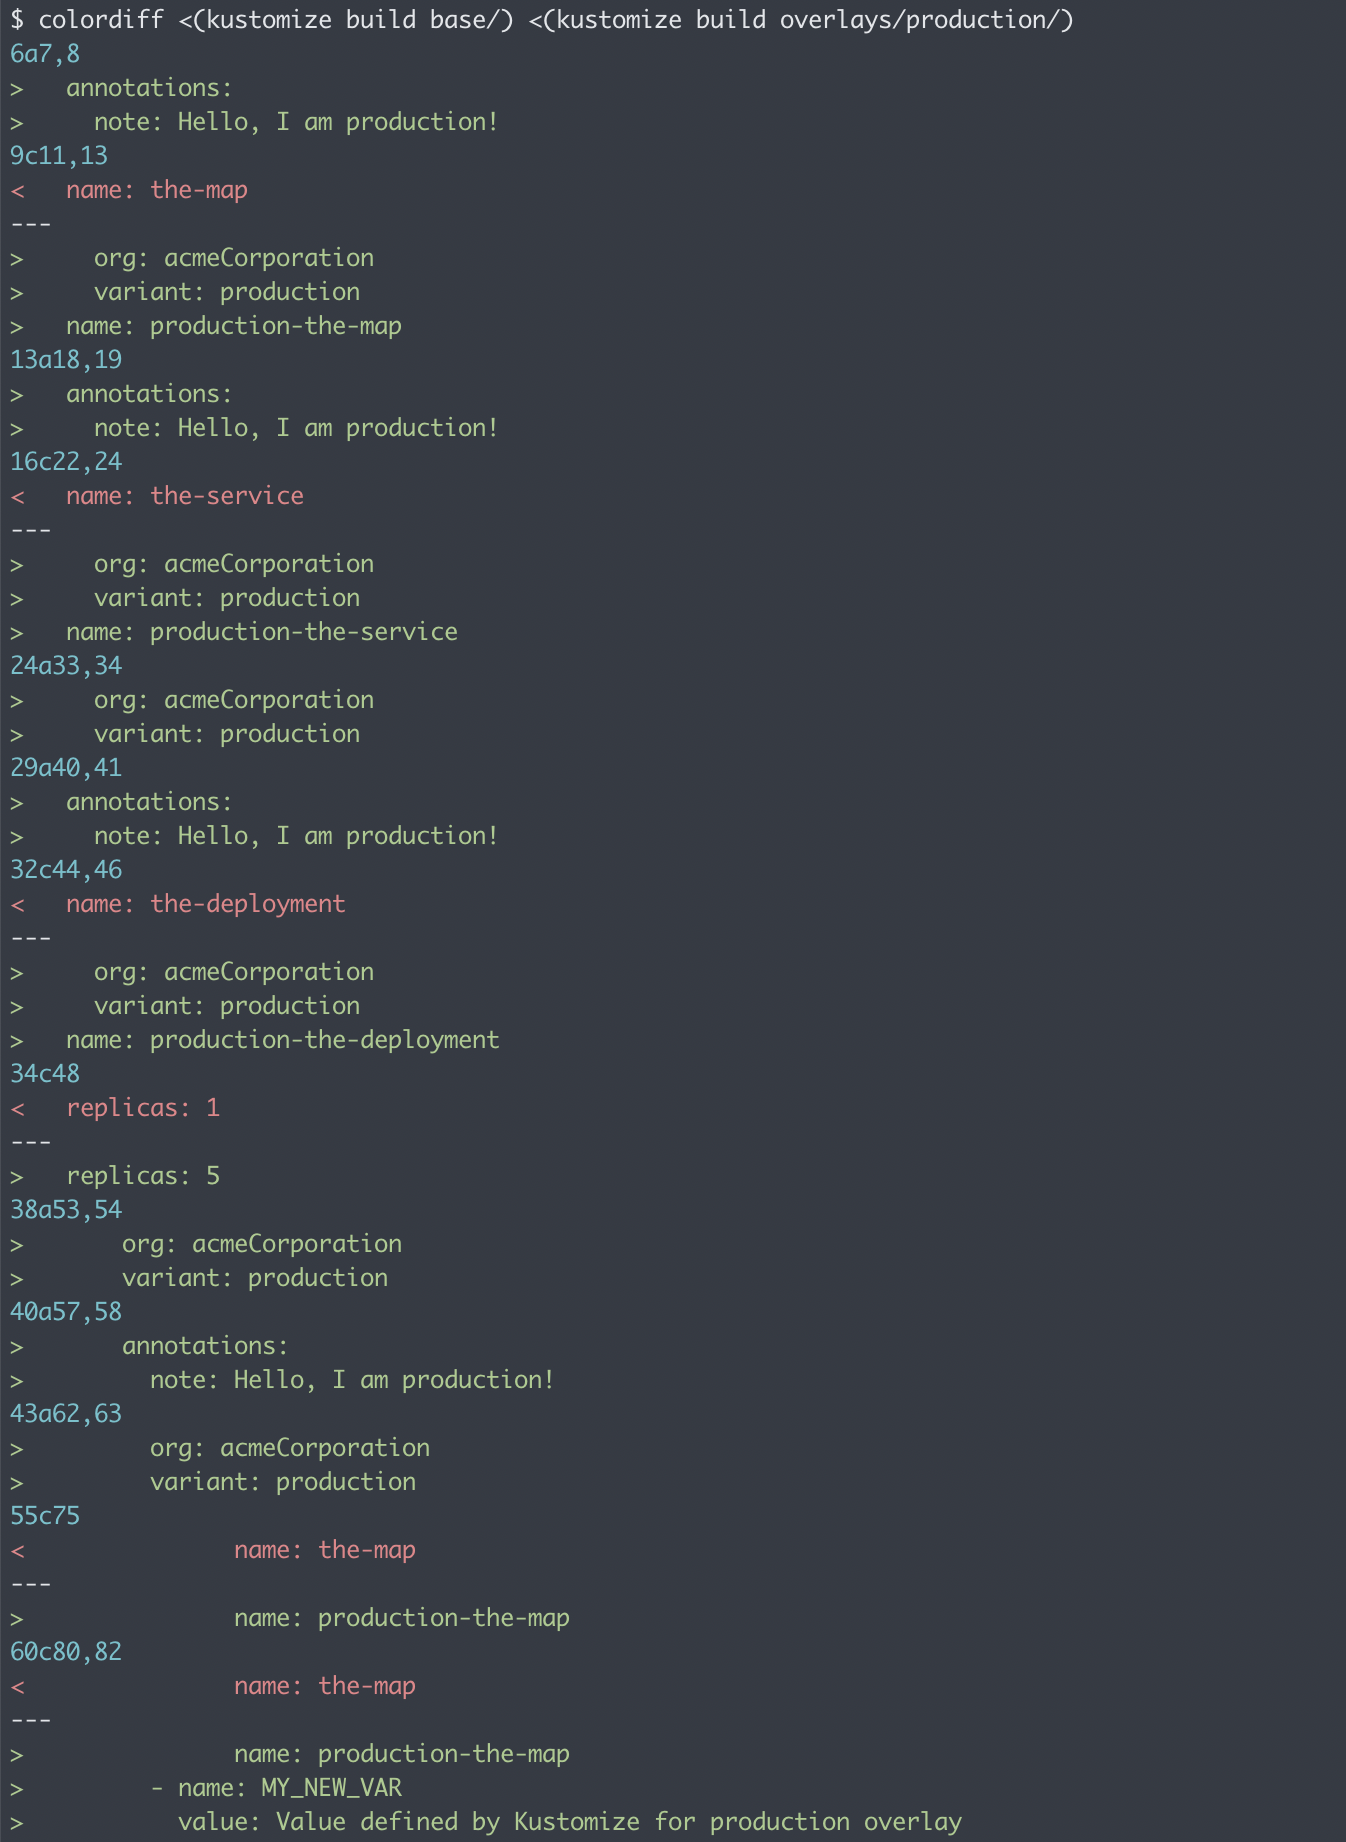 $ colordiff <(kustomize build base/) <(kustomize build overlays/production/)
6a7,8
>   annotations:
>     note: Hello, I am production!
9c11,13
<   name: the-map
---
>     org: acmeCorporation
>     variant: production
>   name: production-the-map
13a18,19
>   annotations:
>     note: Hello, I am production!
16c22,24
<   name: the-service
---
>     org: acmeCorporation
>     variant: production
>   name: production-the-service
24a33,34
>     org: acmeCorporation
>     variant: production
29a40,41
>   annotations:
>     note: Hello, I am production!
32c44,46
<   name: the-deployment
---
>     org: acmeCorporation
>     variant: production
>   name: production-the-deployment
34c48
<   replicas: 1
---
>   replicas: 5
38a53,54
>       org: acmeCorporation
>       variant: production
40a57,58
>       annotations:
>         note: Hello, I am production!
43a62,63
>         org: acmeCorporation
>         variant: production
55c75
<               name: the-map
---
>               name: production-the-map
60c80,82
<               name: the-map
---
>               name: production-the-map
>         - name: MY_NEW_VAR
>           value: Value defined by Kustomize for production overlay